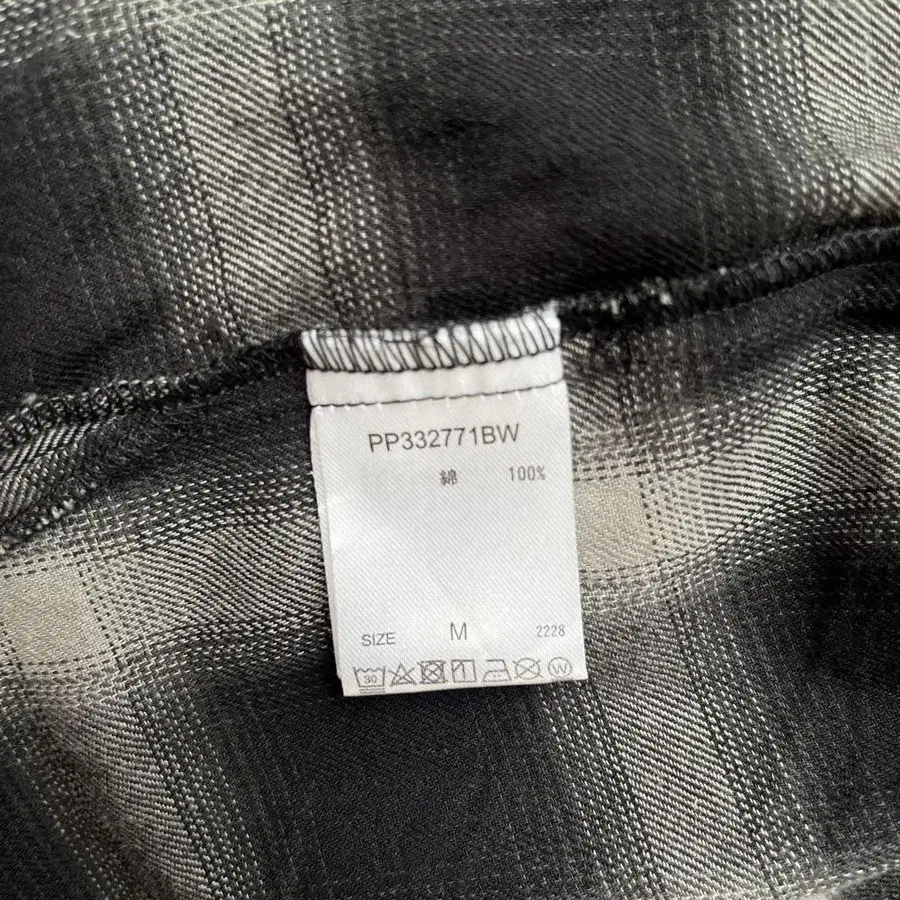 PP332771BW
綿 100%
SIZE M 2228
30 W